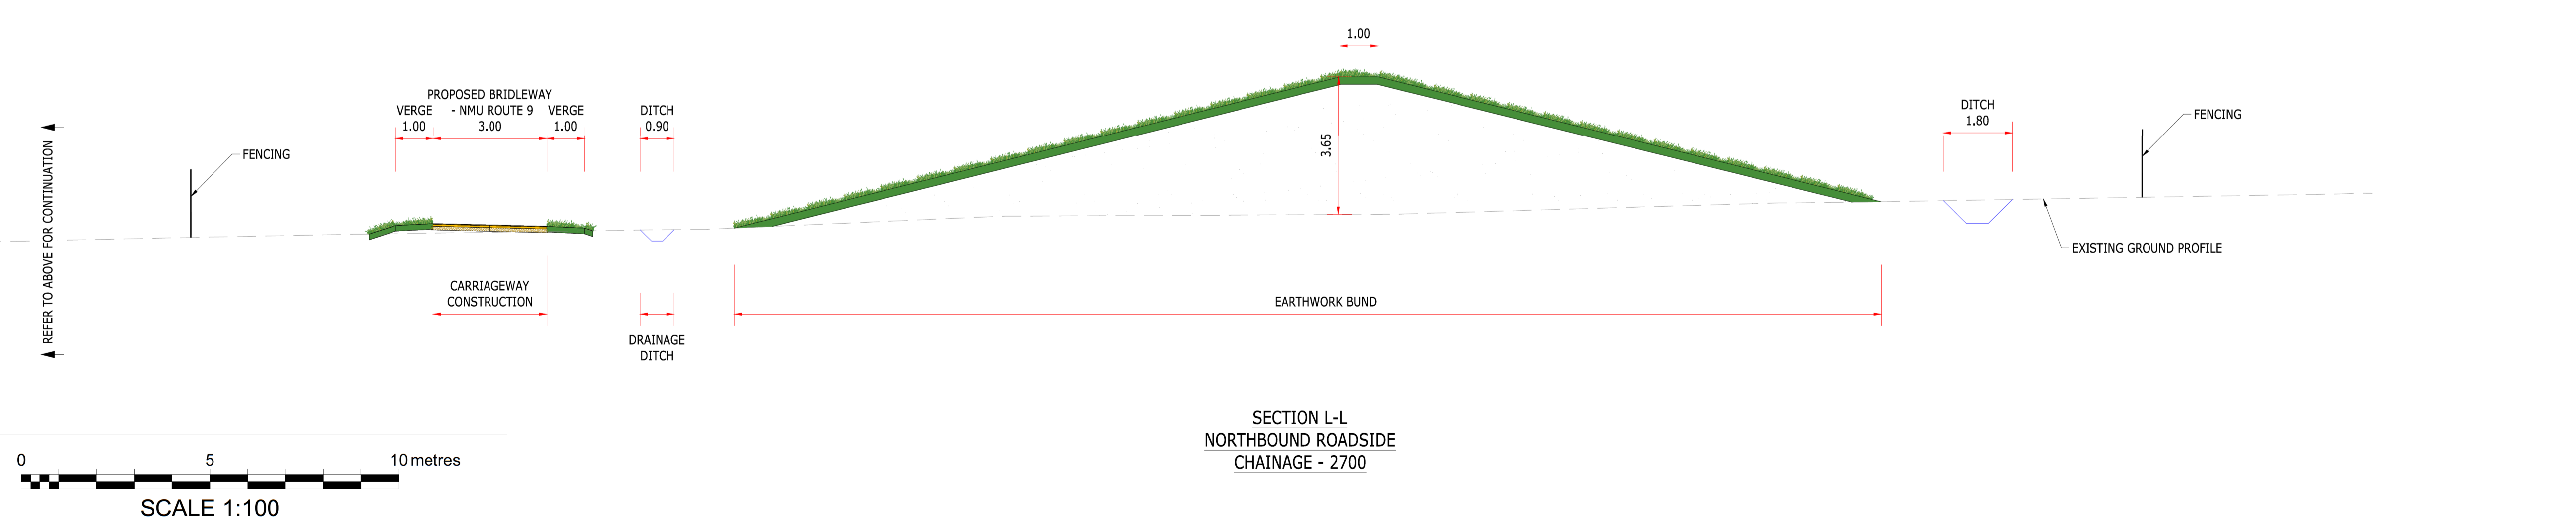 REFER TO ABOVE FOR CONTINUATION
FENCING
PROPOSED BRIDLEWAY
- NMU ROUTE 9
VERGE
1.00
3.00
VERGE
1.00
DITCH
0.90
CARRIAGEWAY
CONSTRUCTION
DRAINAGE
DITCH
1.00
3.65
EARTHWORK BUND
DITCH
1.80
FENCING
EXISTING GROUND PROFILE
SECTION L-L
NORTHBOUND ROADSIDE
CHAINAGE - 2700
0 5 10 metres
SCALE 1:100